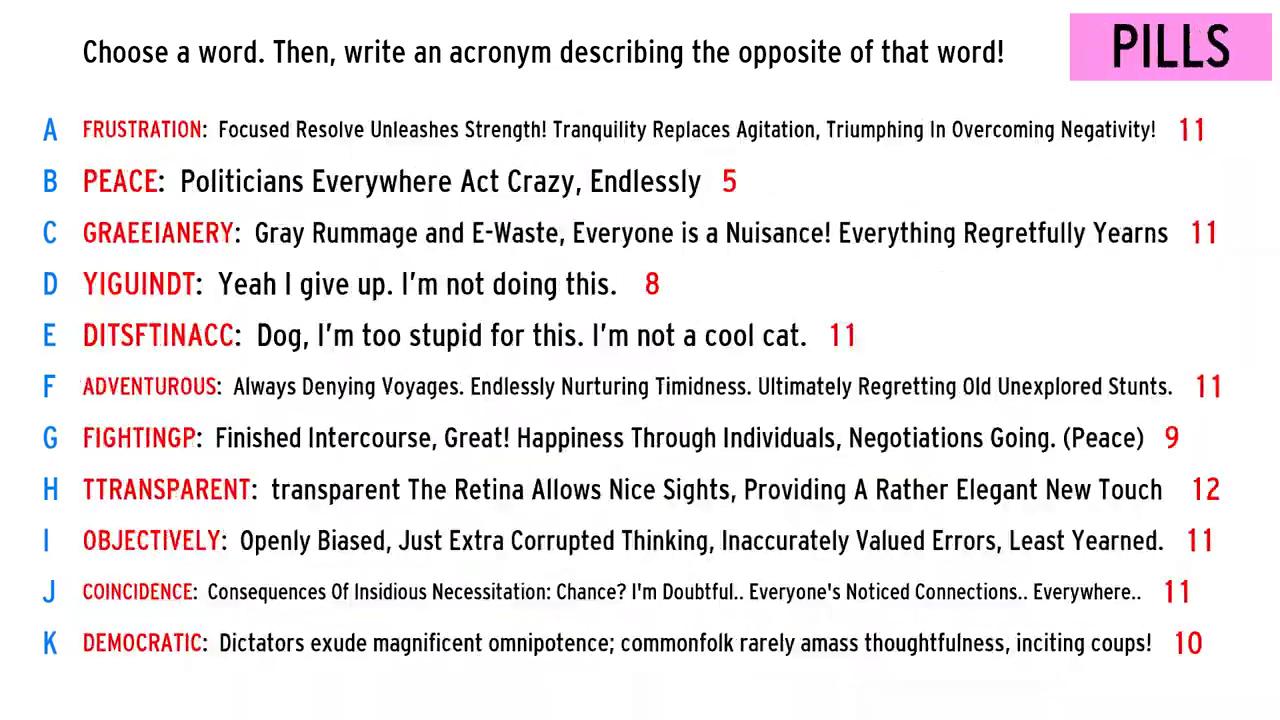 Choose a word. Then, write an acronym describing the opposite of that word!
PILLS
A FRUSTRATION: Focused Resolve Unleashes Strength! Tranquility Replaces Agitation, Triumphing In Overcoming Negativity! 11
B PEACE: Politicians Everywhere Act Crazy, Endlessly 5
C GRAEEIANERY: Gray Rummage and E-Waste, Everyone is a Nuisance! Everything Regretfully Yearns 11
D YIGUINDT: Yeah I give up. I'm not doing this. 8
E DITSFTINACC: Dog, I'm too stupid for this. I'm not a cool cat. 11
F ADVENTUROUS: Always Denying Voyages. Endlessly Nurturing Timidness. Ultimately Regretting Old Unexplored Stunts. 11
G FIGHTINGP: Finished Intercourse, Great! Happiness Through Individuals, Negotiations Going. (Peace) 9
H TTRANSPARENT: transparent The Retina Allows Nice Sights, Providing A Rather Elegant New Touch 12
I OBJECTIVELY: Openly Biased, Just Extra Corrupted Thinking, Inaccurately Valued Errors, Least Yearned. 11
J COINCIDENCE: Consequences Of Insidious Necessitation: Chance? I'm Doubtful.. Everyone's Noticed Connections.. Everywhere.. 11
K DEMOCRATIC: Dictators exude magnificent omnipotence; commonfolk rarely amass thoughtfulness, inciting coups! 10